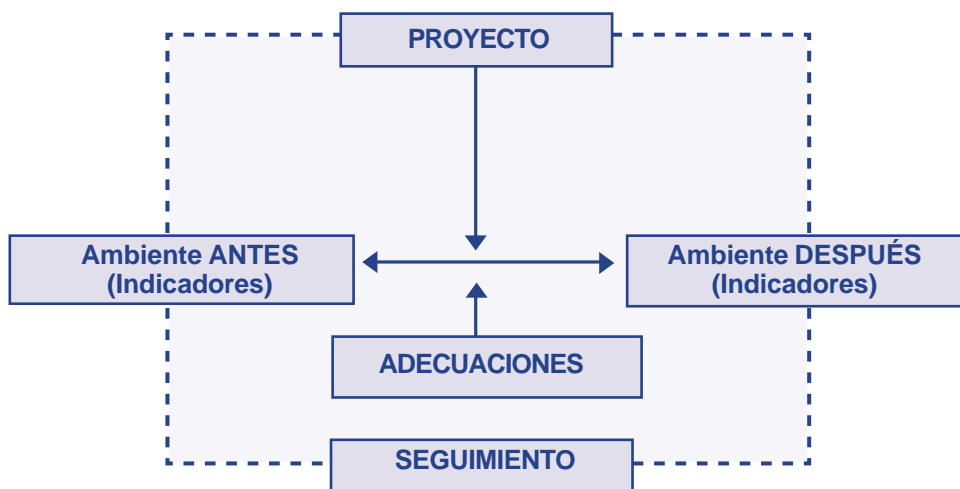 PROYECTO
Ambiente ANTES
(Indicadores)
Ambiente DESPUÉS
(Indicadores)
ADECUACIONES
SEGUIMIENTO